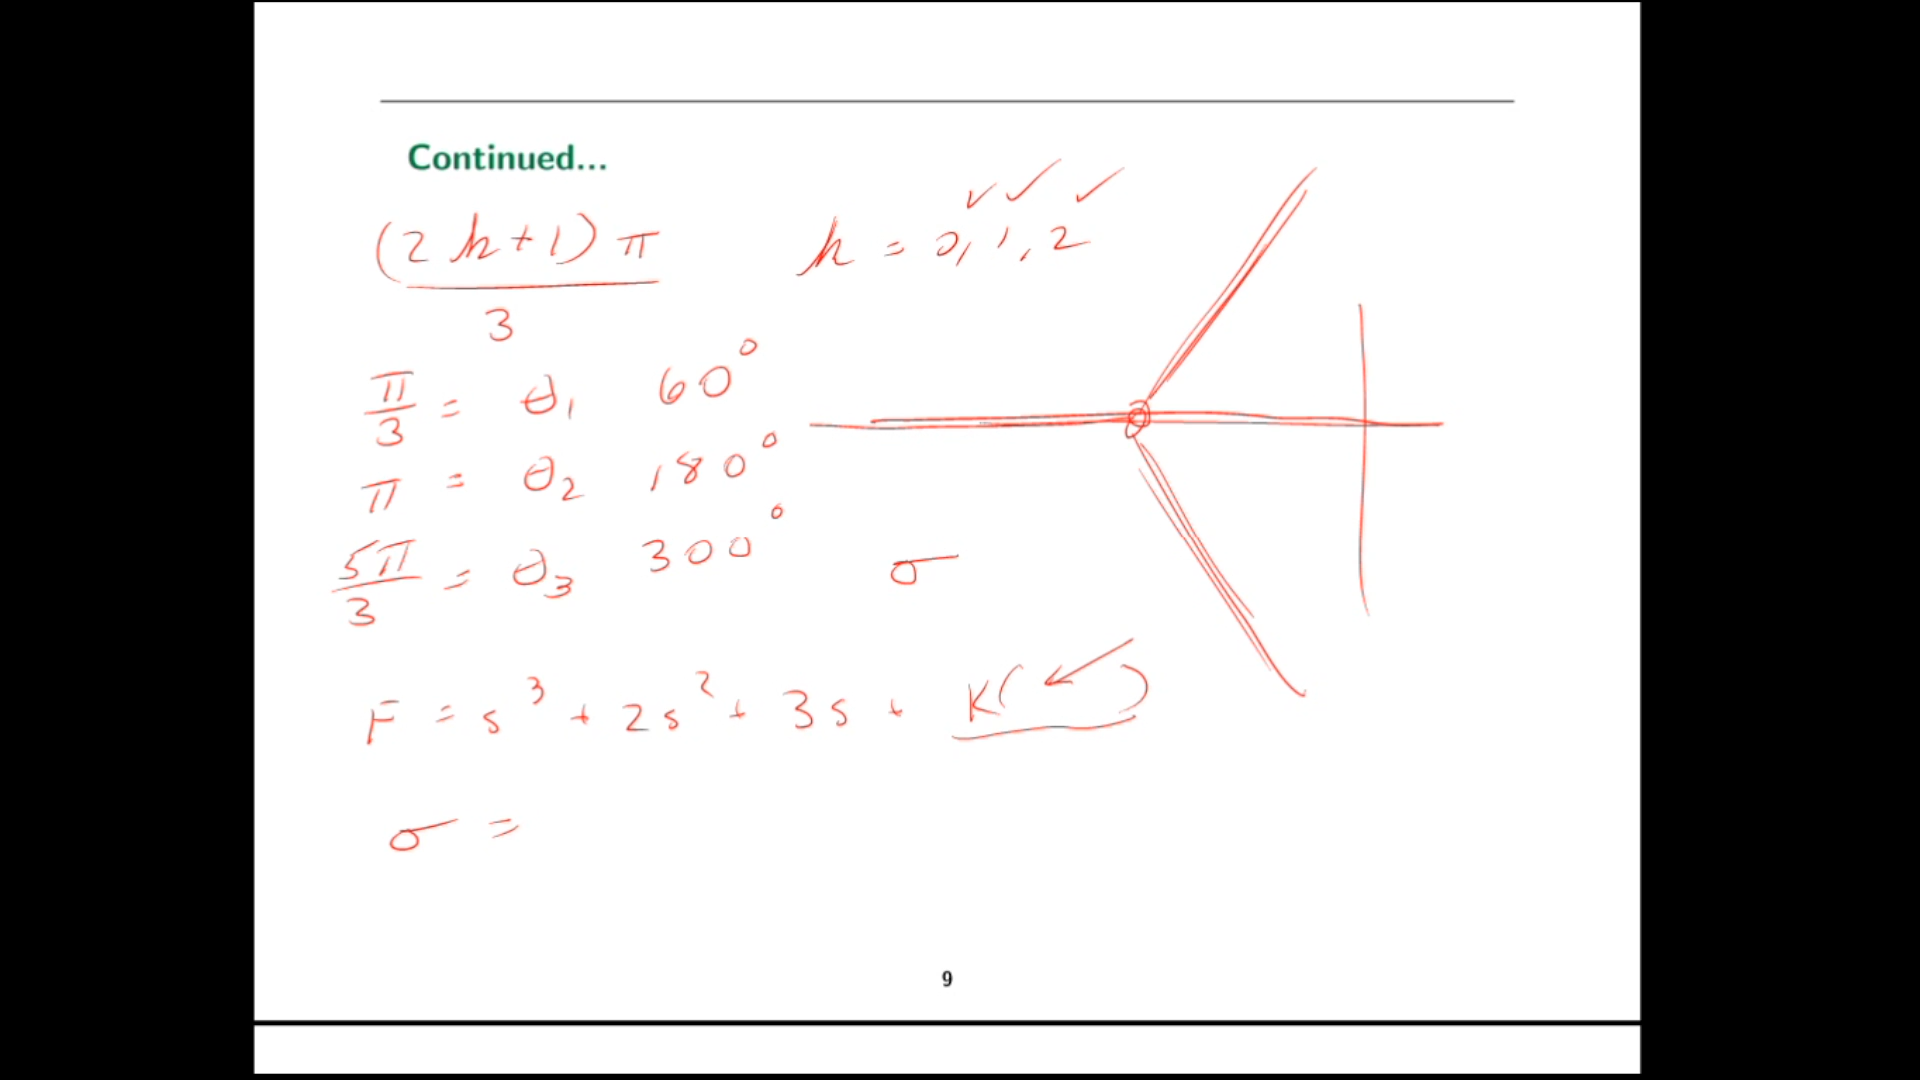 Continued...
(2k+1)π k = 0, 1, 2
3
π/3 = θ1 60°
π = θ2 180°
5π/3 = θ3 300°
σ
F = s³ + 2s² + 3s + K( )
σ =
9